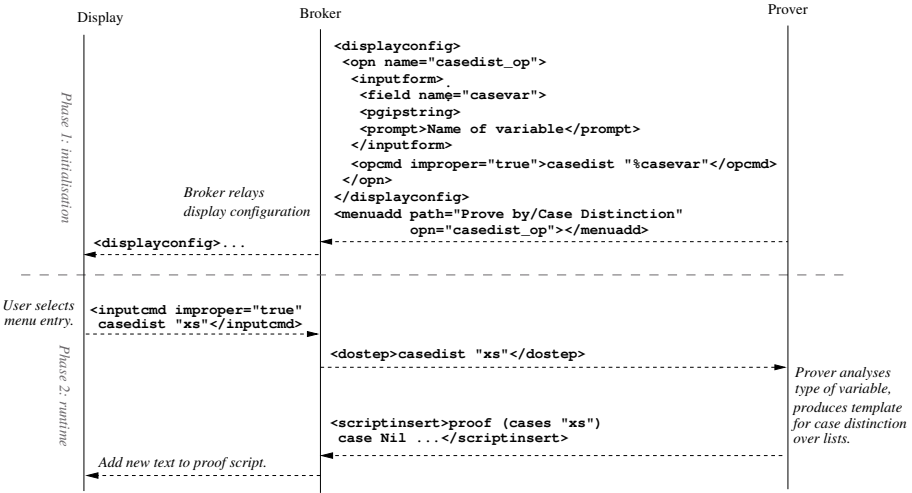 Display
Broker
Prover
<displayconfig>
<opn name="casedist_op">
<inputform>
<field name="casevar">
<pgipstring>
<prompt>Name of variable</prompt>
</inputform>
<opcmd improper="true">casedist "%casevar"</opcmd>
</opn>
</displayconfig>
<menuadd path="Prove by/Case Distinction"
opn="casedist_op"></menuadd>
Phase 1: initialisation
Broker relays
display configuration
<displayconfig>...
User selects
menu entry.
<inputcmd improper="true"
casedist "xs"</inputcmd>
<dostep>casedist "xs"</dostep>
Phase 2: runtime
Prover analyses
type of variable,
produces template
for case distinction
over lists.
<scriptinsert>proof (cases "xs")
case Nil ...</scriptinsert>
Add new text to proof script.